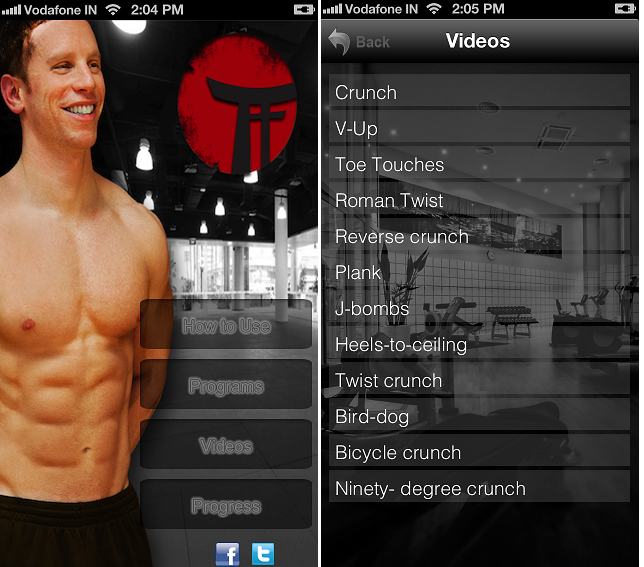 Vodafone IN 2:04 PM
How to Use
Programs
Videos
Progress
f
t
Vodafone IN 2:05 PM
Back
Videos
Crunch
V-Up
Toe Touches
Roman Twist
Reverse crunch
Plank
J-bombs
Heels-to-ceiling
Twist crunch
Bird-dog
Bicycle crunch
Ninety- degree crunch